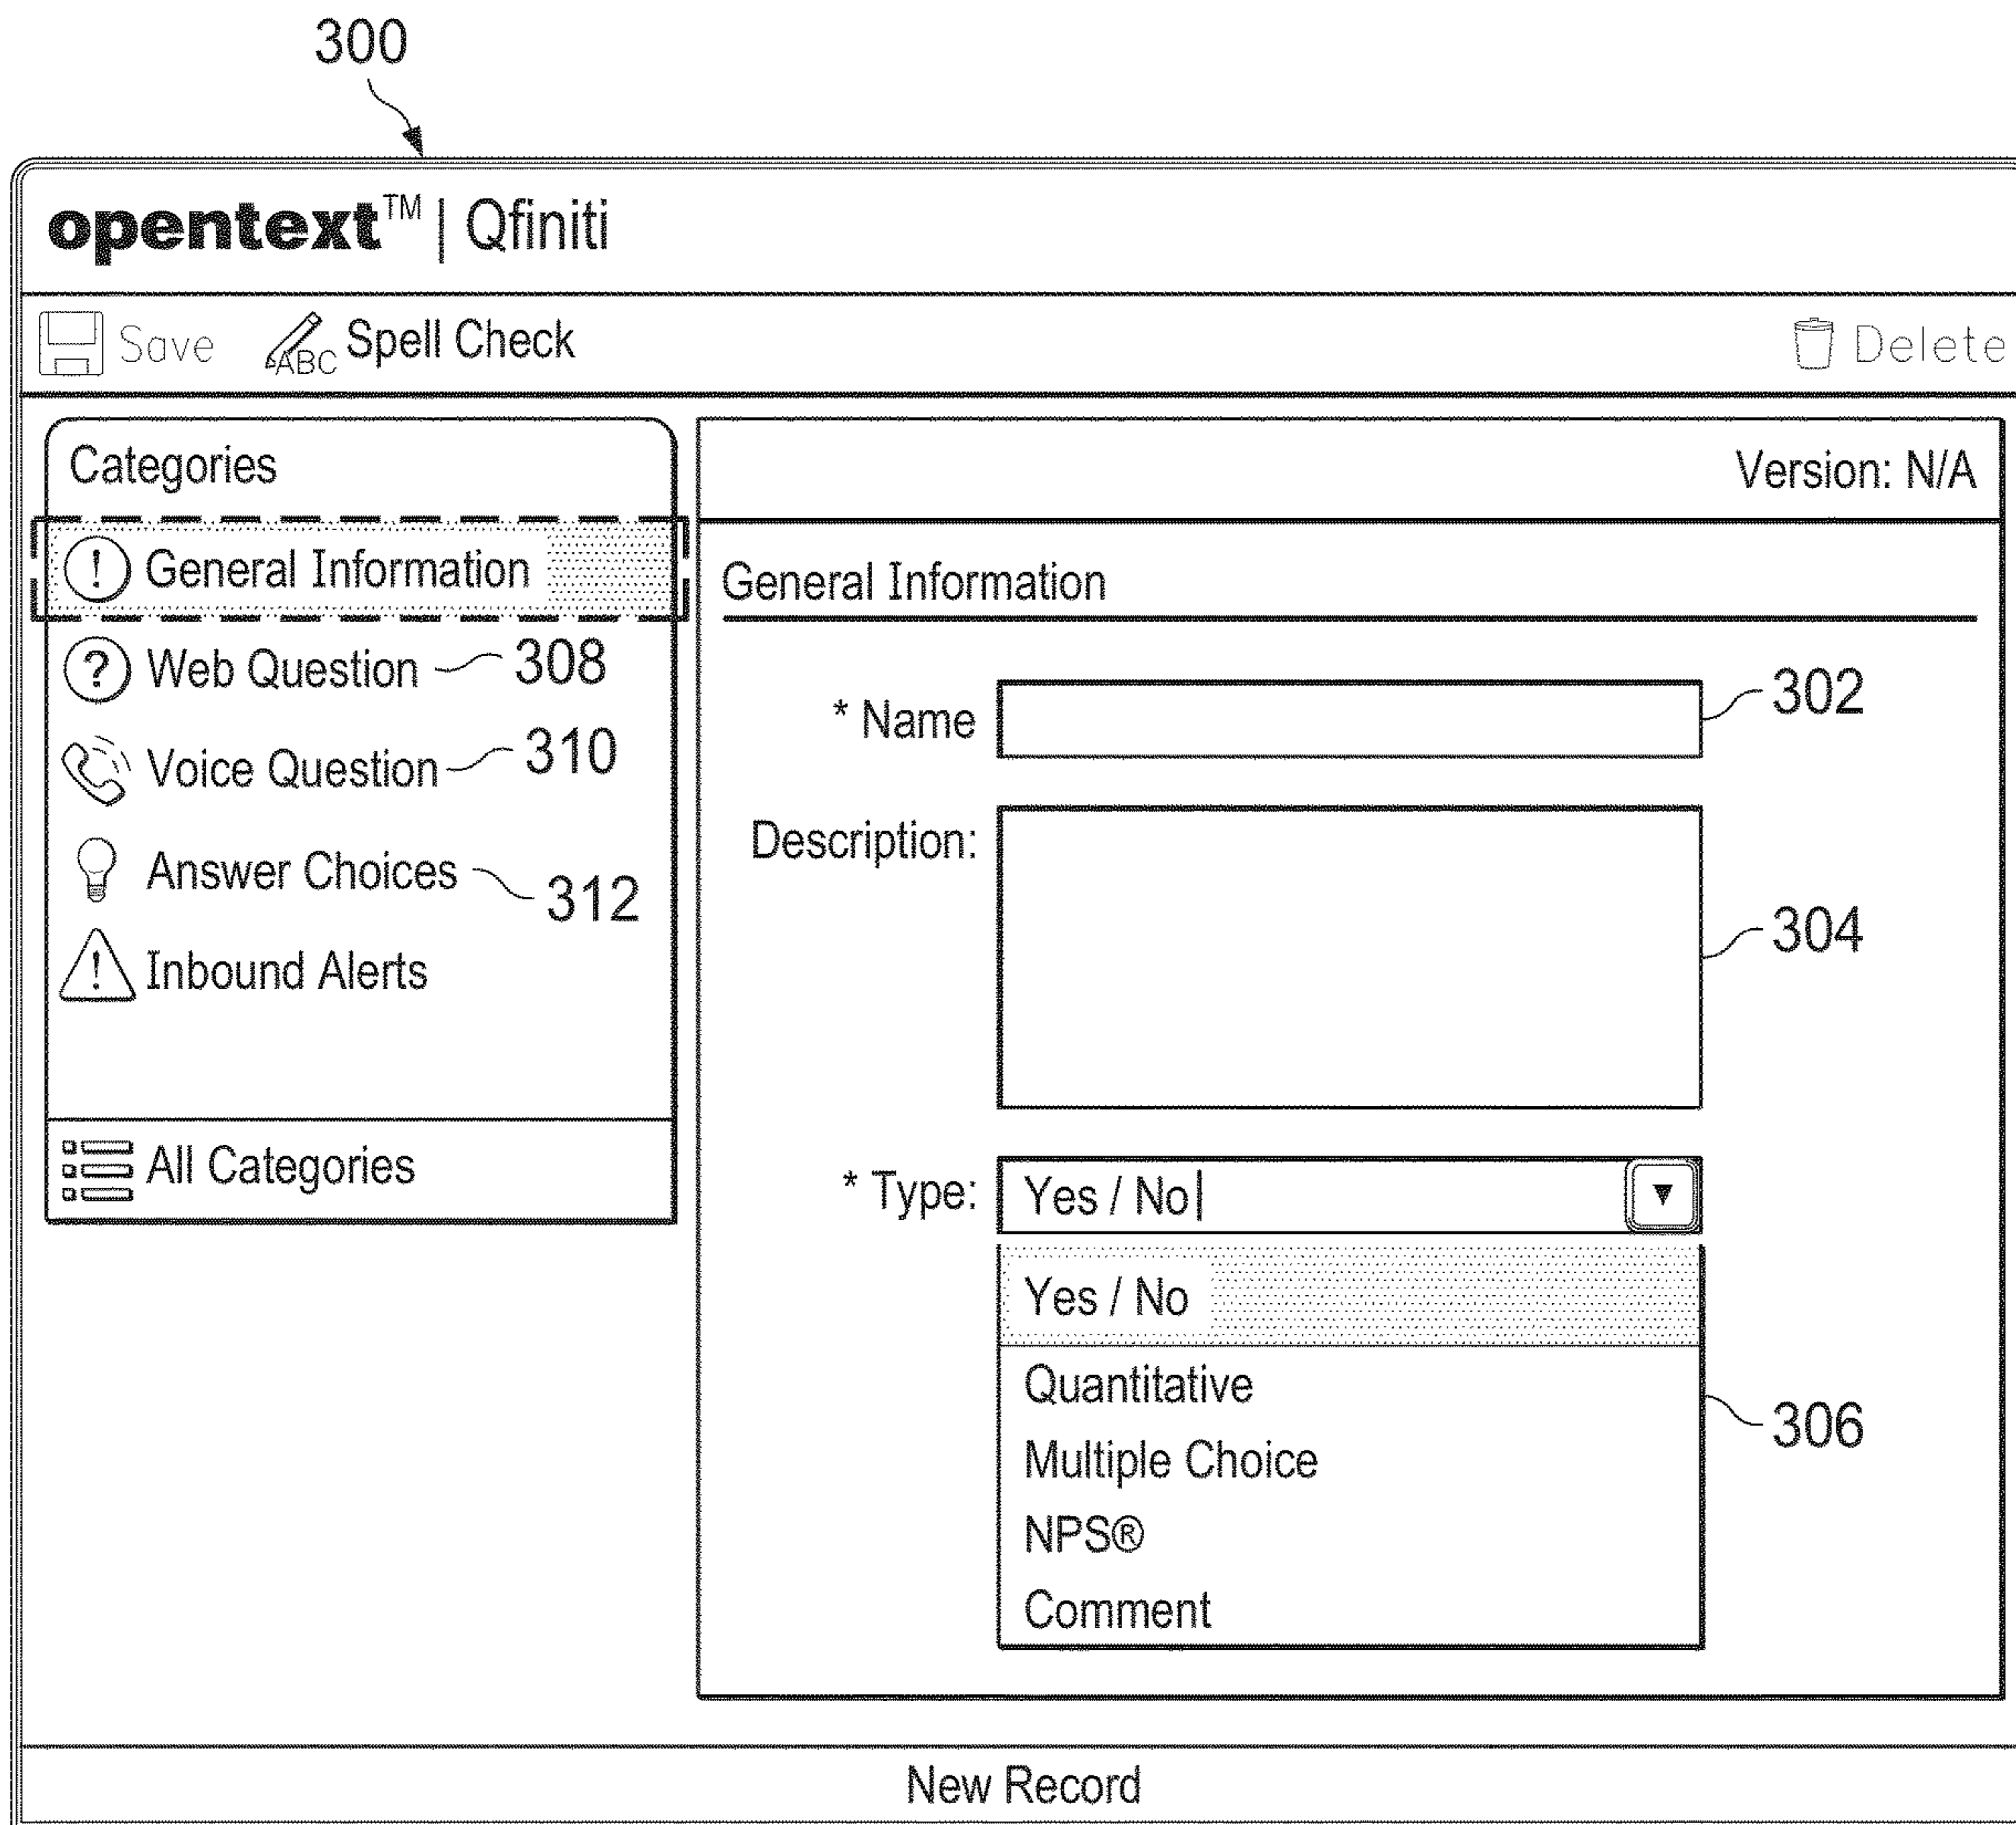 300
opentext™ | Qfiniti
Save ABC Spell Check Delete
Categories
! General Information
? Web Question 308
Voice Question 310
Answer Choices 312
! Inbound Alerts
All Categories
Version: N/A
General Information
* Name 302
Description: 304
* Type: Yes / No
Yes / No
Quantitative
Multiple Choice 306
NPS®
Comment
New Record